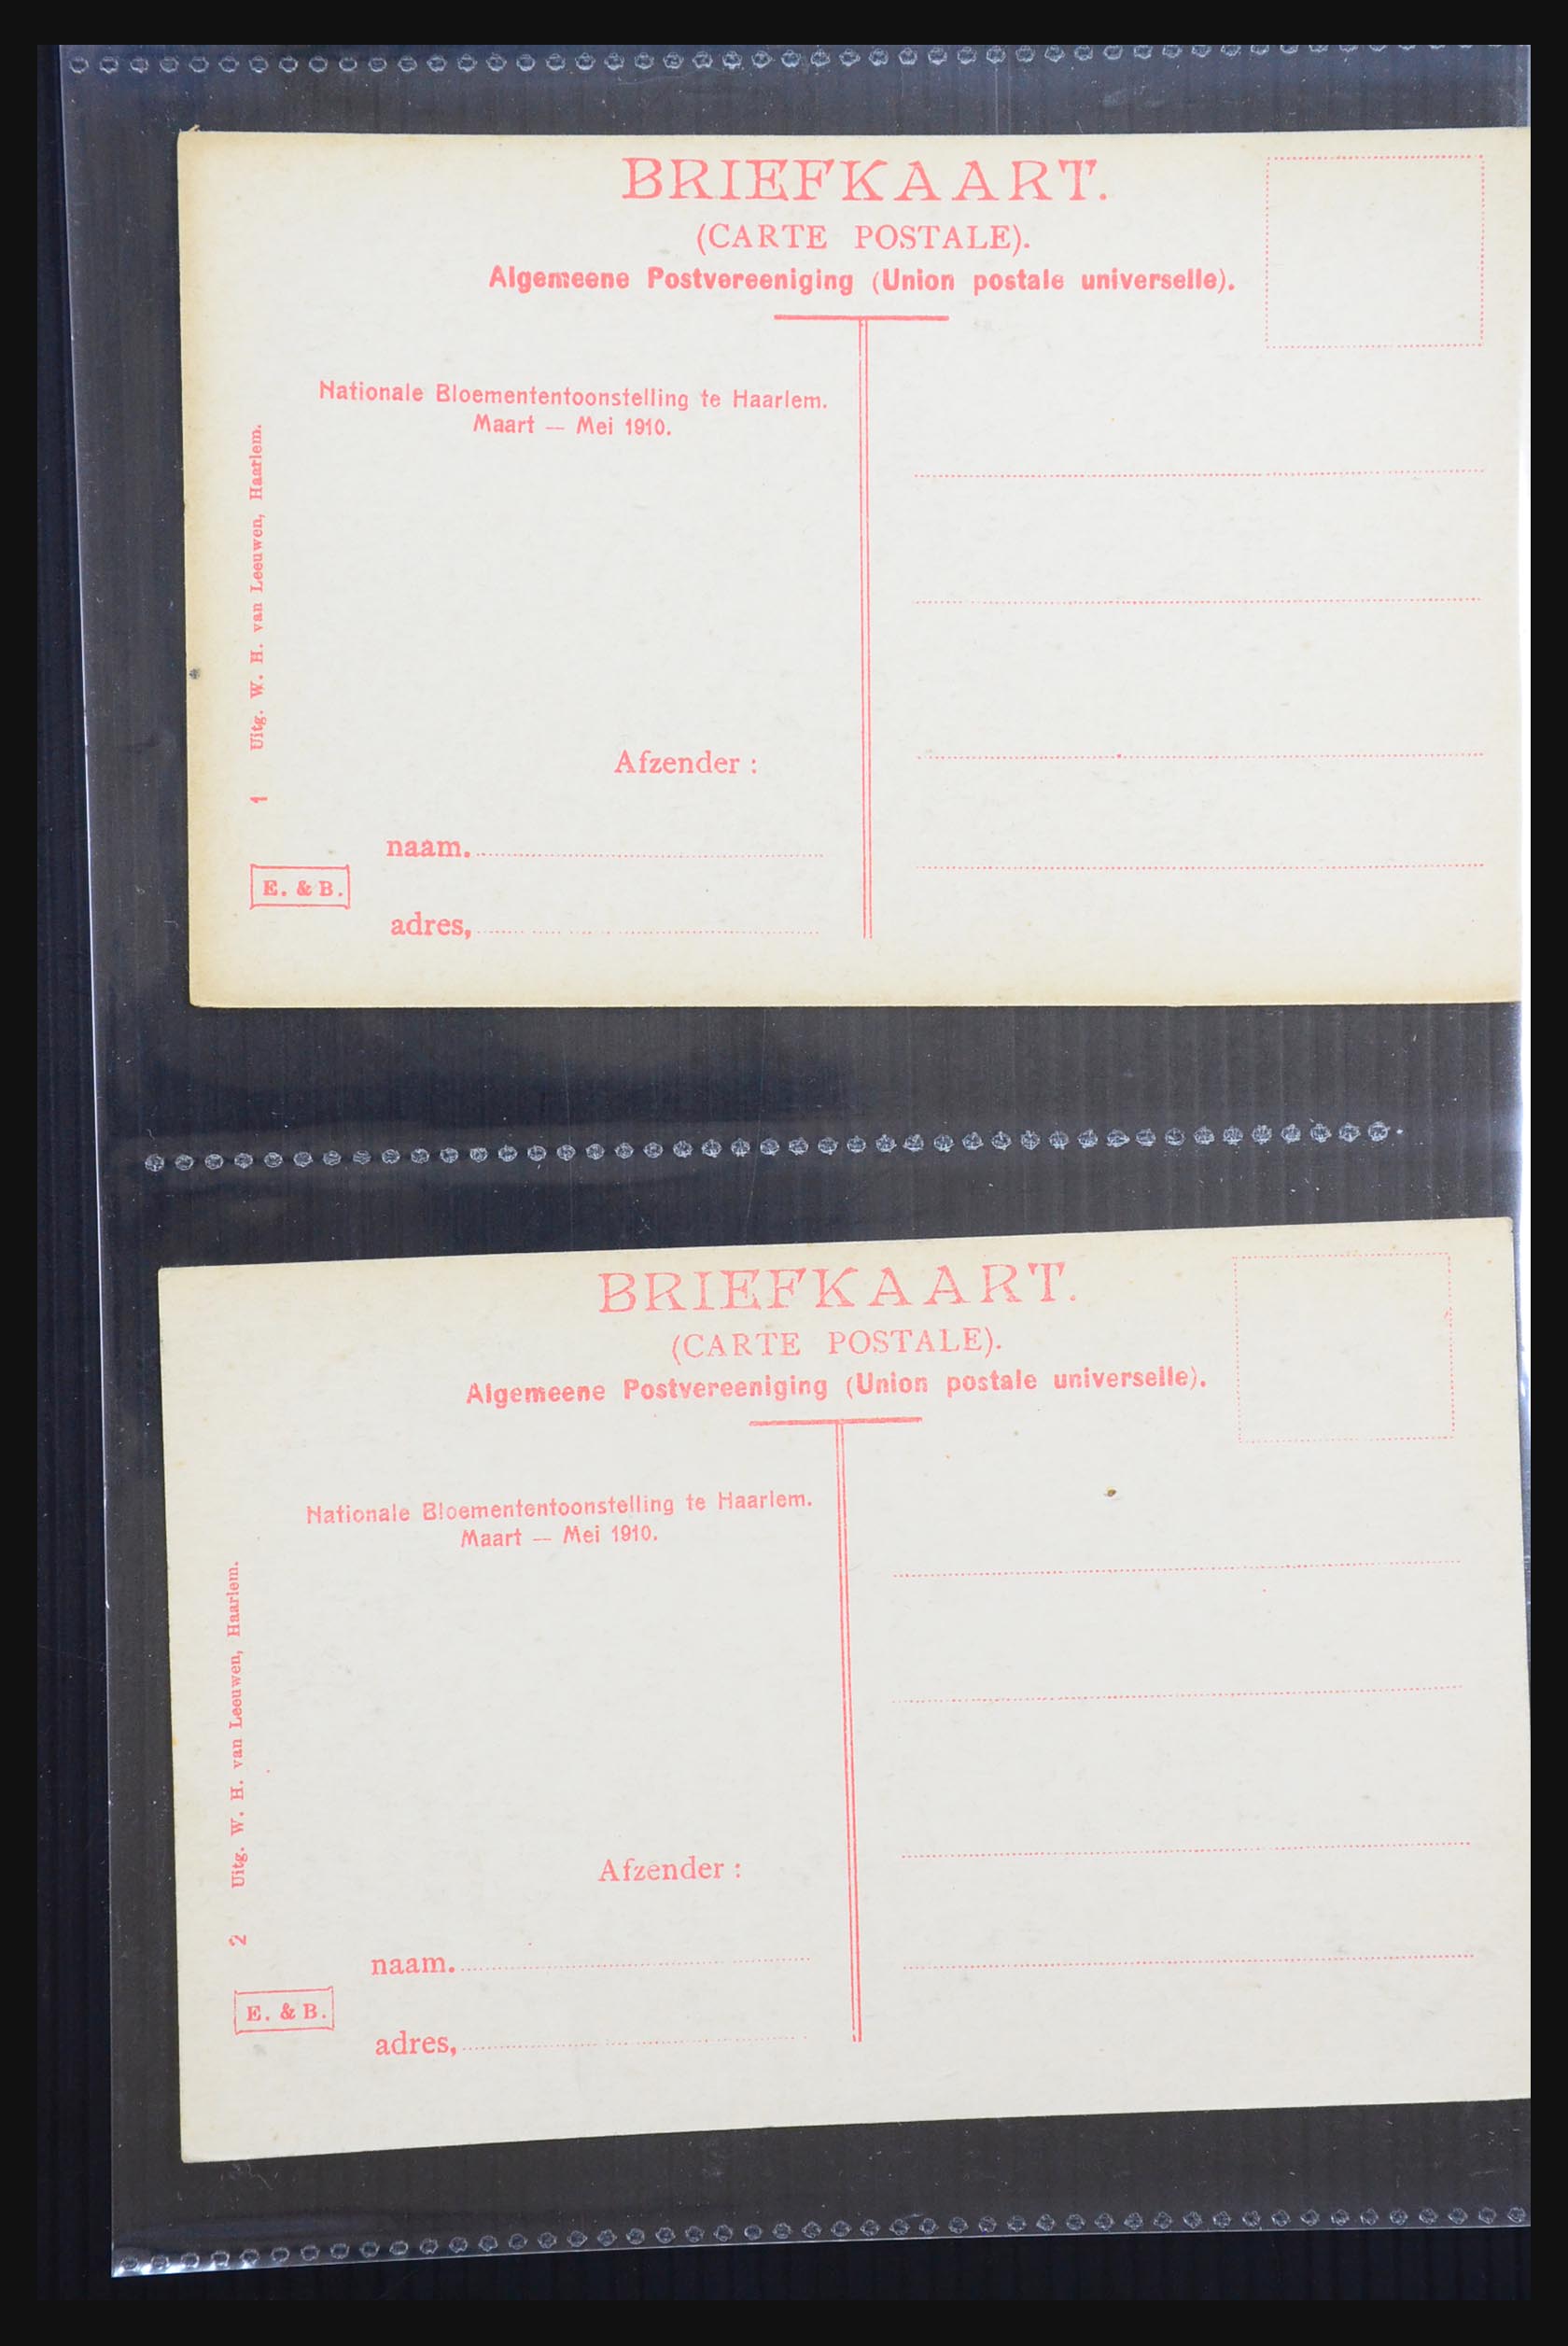 BRIEFKAART.
(CARTE POSTALE).
Algemeene Postvereeniging (Union postale universelle).
Nationale Bloemententoonstelling te Haarlem.
Maart — Mei 1910.
1 Uitg. W. H. van Leeuwen, Haarlem.
Afzender :
naam.
E. & B.
adres,
BRIEFKAART.
(CARTE POSTALE).
Algemeene Postvereeniging (Union postale universelle).
Nationale Bloemententoonstelling te Haarlem.
Maart — Mei 1910.
2 Uitg. W. H. van Leeuwen, Haarlem.
Afzender :
naam.
E. & B.
adres,